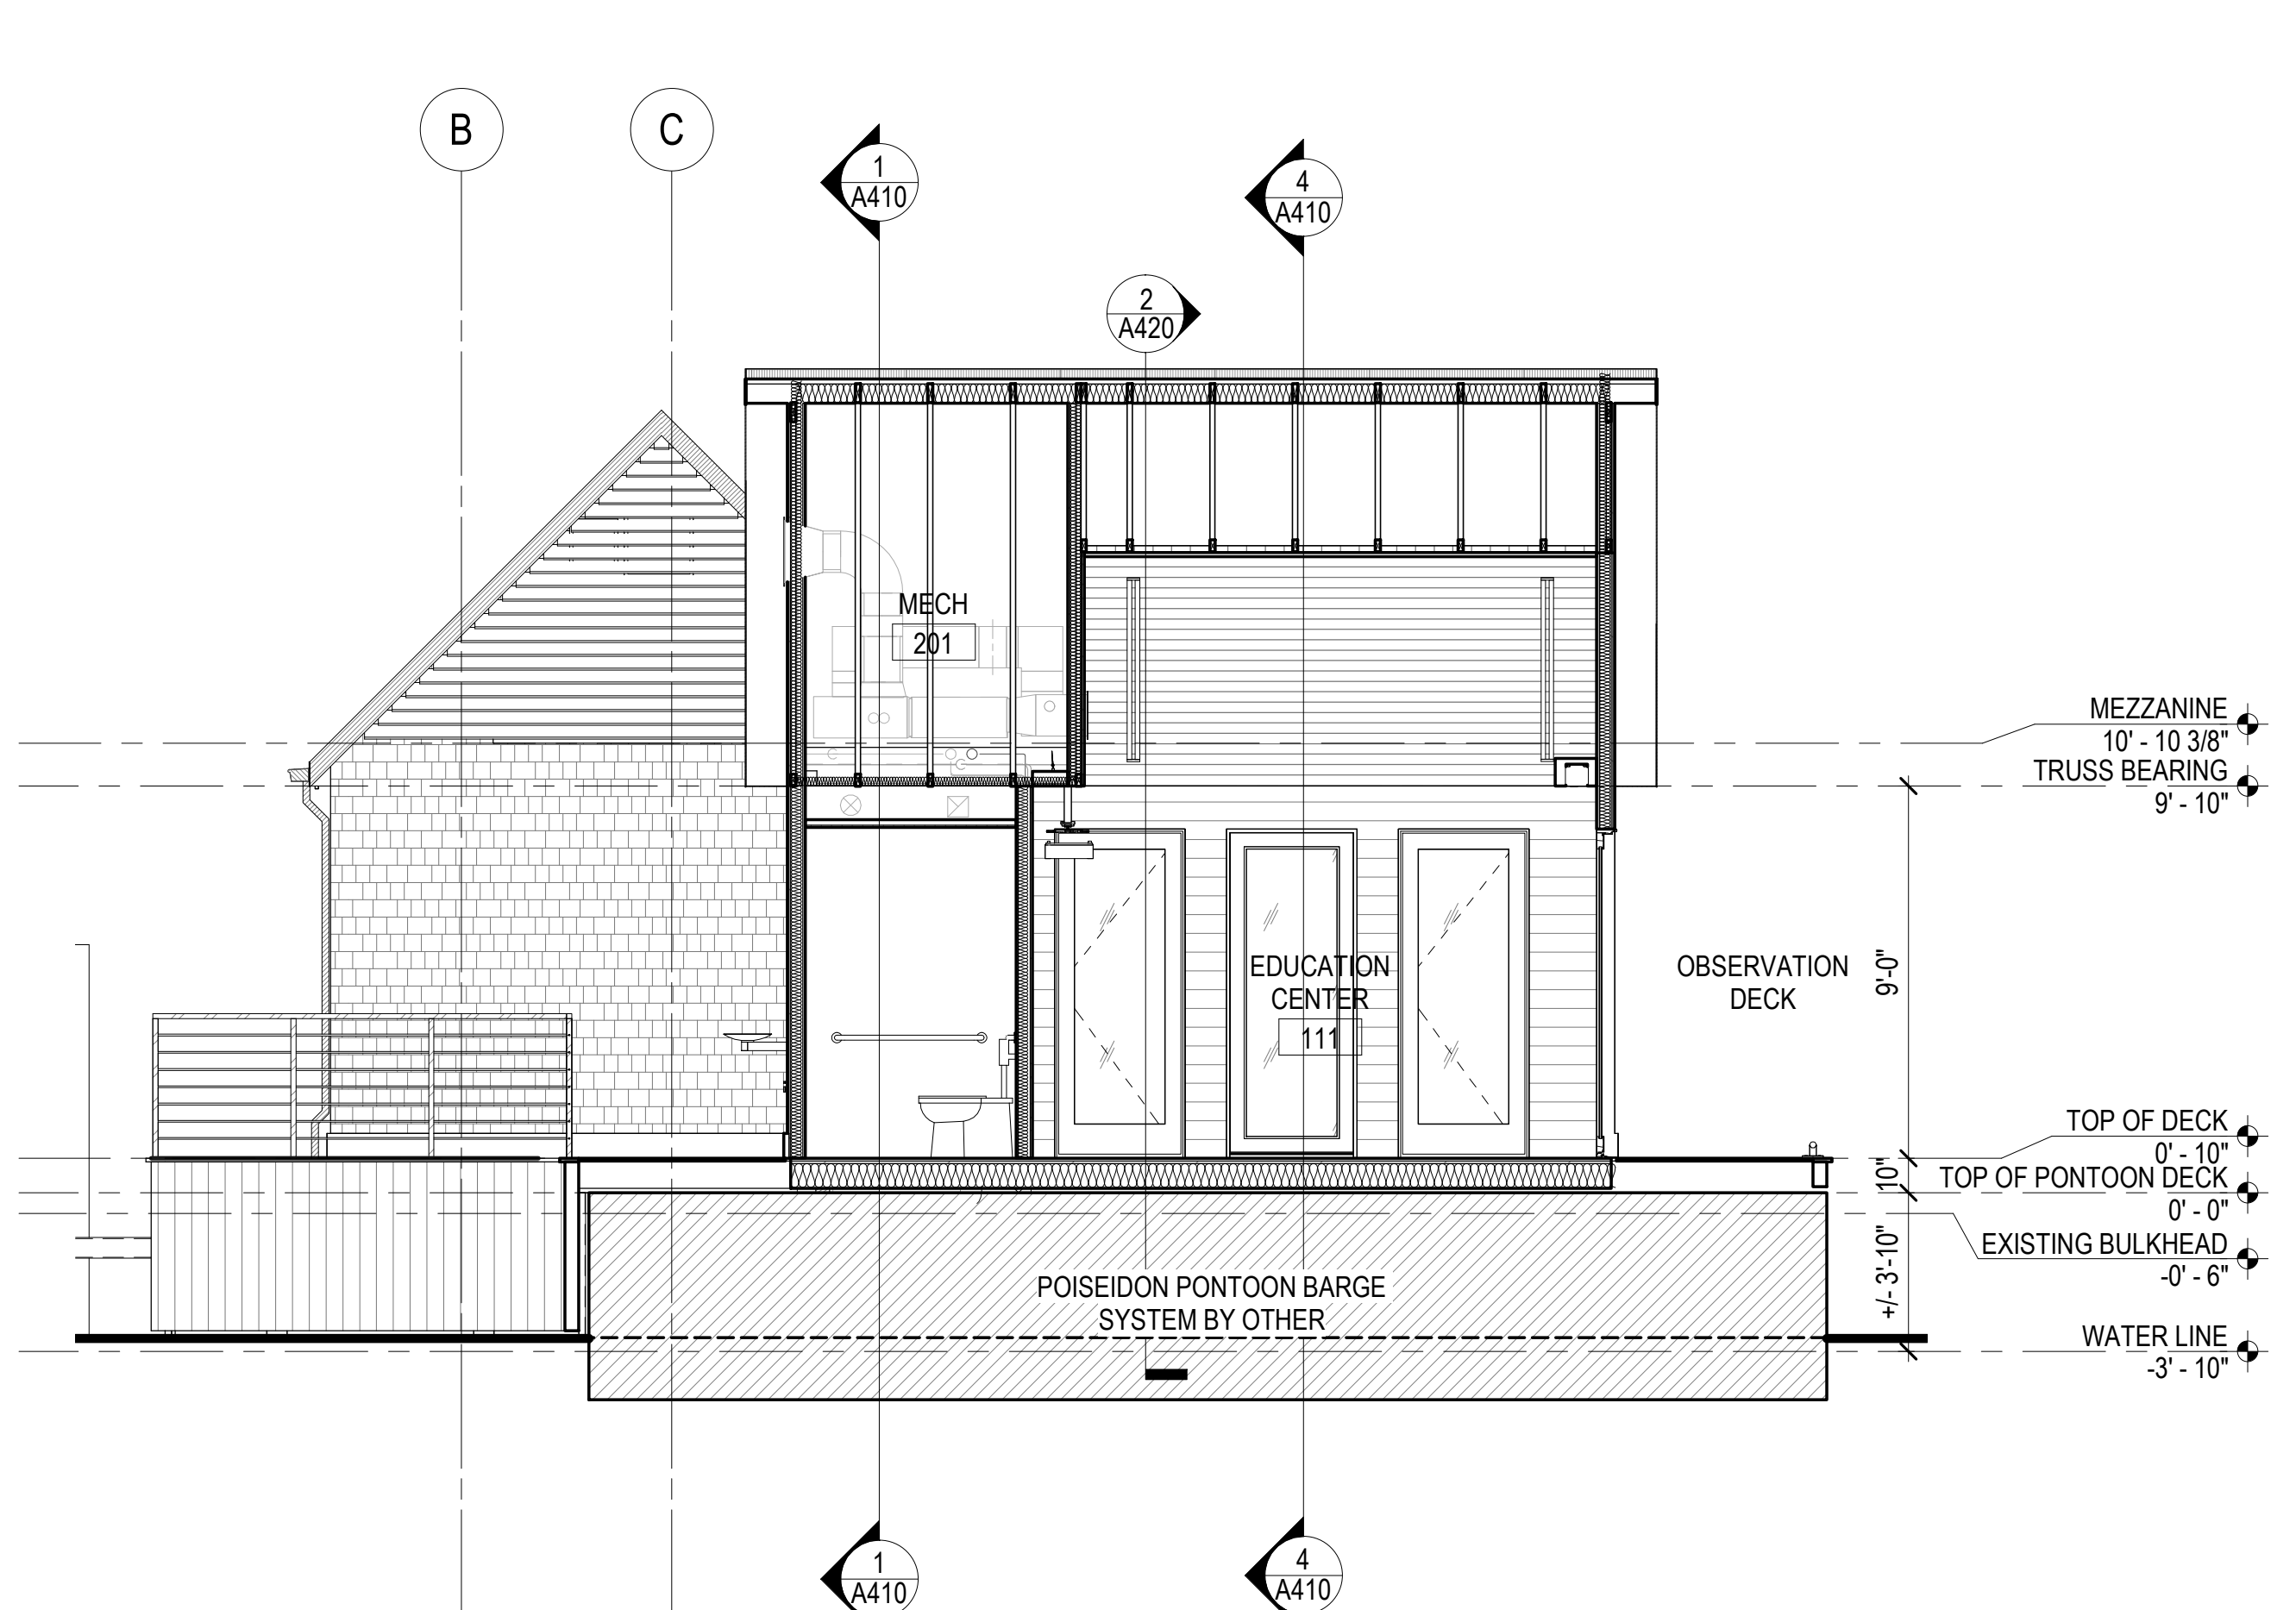 B
C
1
A410
4
A410
2
A420
MECH
201
MEZZANINE
10' - 10 3/8"
TRUSS BEARING
9' - 10"
EDUCATION
CENTER
111
OBSERVATION
DECK
9'-0"
TOP OF DECK
0' - 10"
10"
TOP OF PONTOON DECK
0' - 0"
EXISTING BULKHEAD
-0' - 6"
+/- 3'-10"
POISEIDON PONTOON BARGE
SYSTEM BY OTHER
WATER LINE
-3' - 10"
1
A410
4
A410